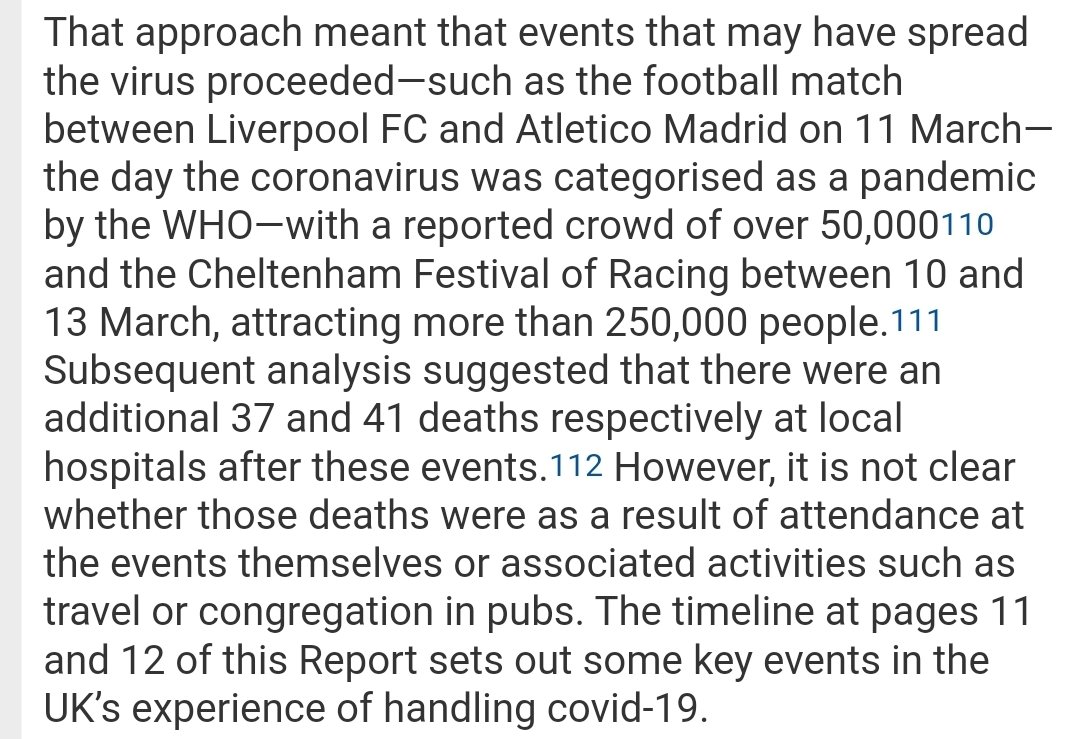 That approach meant that events that may have spread
the virus proceeded—such as the football match
between Liverpool FC and Atletico Madrid on 11 March—
the day the coronavirus was categorised as a pandemic
by the WHO—with a reported crowd of over 50,000110
and the Cheltenham Festival of Racing between 10 and
13 March, attracting more than 250,000 people.111
Subsequent analysis suggested that there were an
additional 37 and 41 deaths respectively at local
hospitals after these events.112 However, it is not clear
whether those deaths were as a result of attendance at
the events themselves or associated activities such as
travel or congregation in pubs. The timeline at pages 11
and 12 of this Report sets out some key events in the
UK’s experience of handling covid-19.